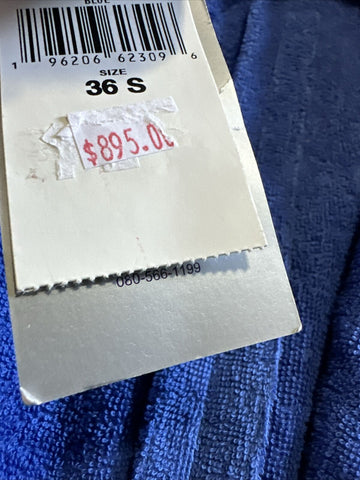 BLUE
1 96206 62309 6
SIZE
36 S
$895.00
080-566-1199